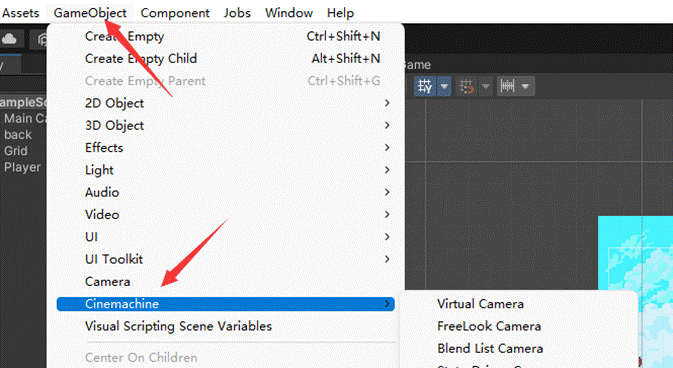 Assets GameObject Component Jobs Window Help
Create Empty Ctrl+Shift+N
Create Empty Child Alt+Shift+N
Create Empty Parent Ctrl+Shift+G
2D Object
3D Object
Effects
Light
Audio
Video
UI
UI Toolkit
Camera
Cinemachine
Visual Scripting Scene Variables
Center On Children
Virtual Camera
FreeLook Camera
Blend List Camera
ampleSc
Main Ca
back
Grid
Player
ame